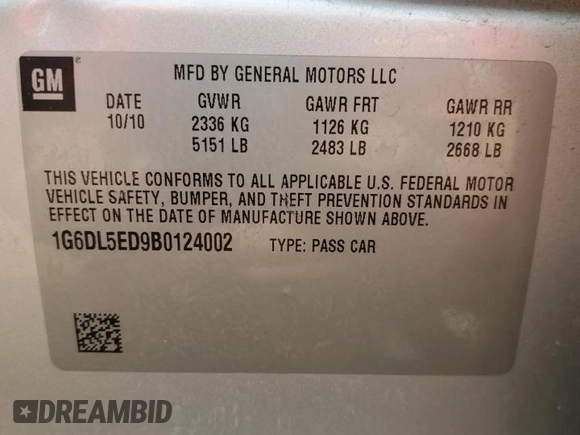 GM
MFD BY GENERAL MOTORS LLC
DATE GVWR GAWR FRT GAWR RR
10/10 2336 KG 1126 KG 1210 KG
5151 LB 2483 LB 2668 LB
THIS VEHICLE CONFORMS TO ALL APPLICABLE U.S. FEDERAL MOTOR
VEHICLE SAFETY, BUMPER, AND THEFT PREVENTION STANDARDS IN
EFFECT ON THE DATE OF MANUFACTURE SHOWN ABOVE.
1G6DL5ED9B0124002 TYPE: PASS CAR
DREAMBID